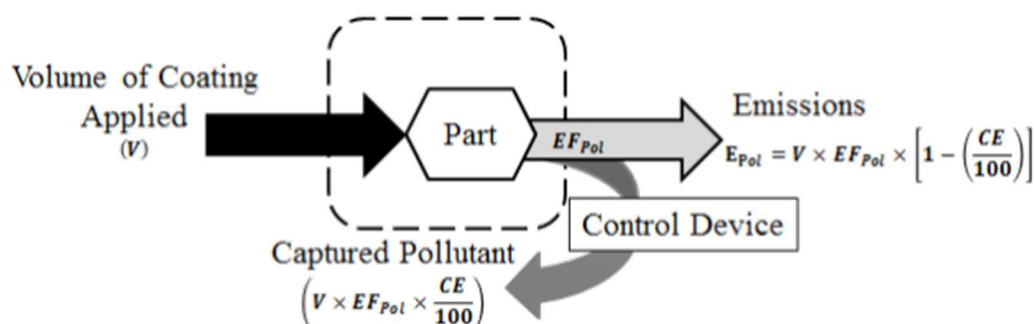 Volume of Coating
Applied
(V)
Part
EF_Pol
Emissions
E_Pol = V × EF_Pol × [1 − (CE/100)]
Control Device
Captured Pollutant
(V × EF_Pol × CE/100)